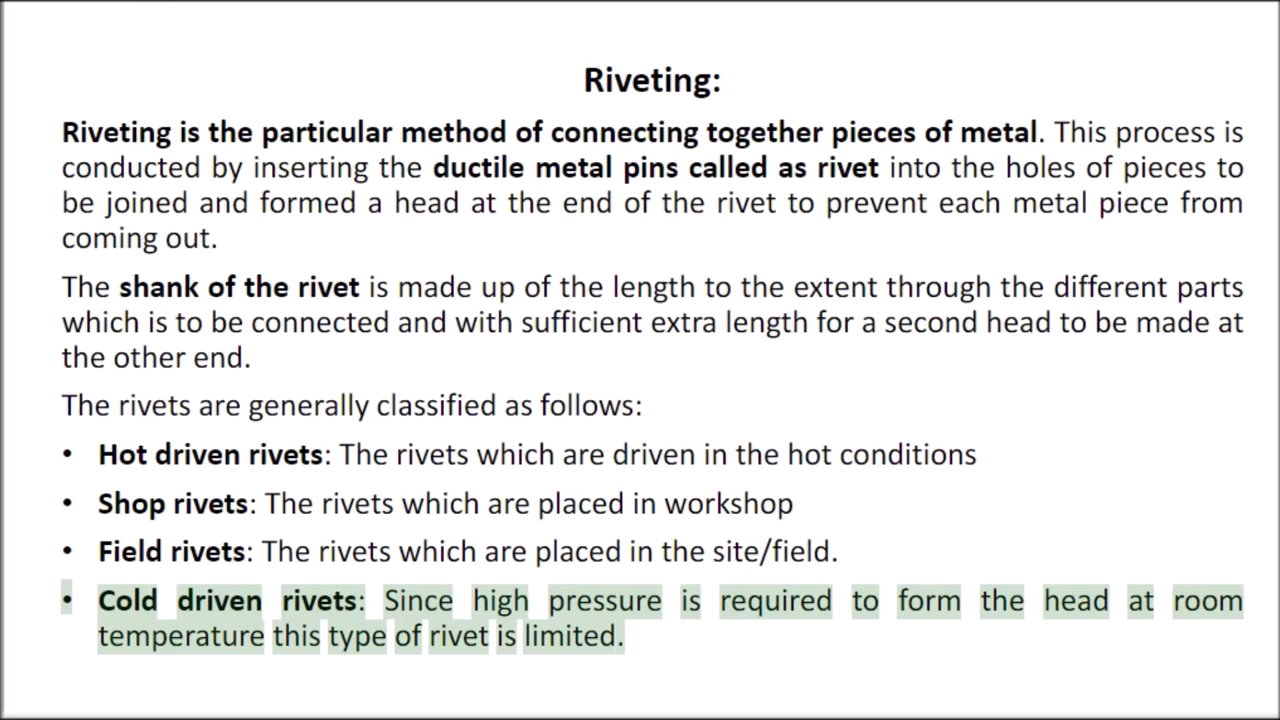 Riveting:
Riveting is the particular method of connecting together pieces of metal. This process is
conducted by inserting the ductile metal pins called as rivet into the holes of pieces to
be joined and formed a head at the end of the rivet to prevent each metal piece from
coming out.
The shank of the rivet is made up of the length to the extent through the different parts
which is to be connected and with sufficient extra length for a second head to be made at
the other end.
The rivets are generally classified as follows:
• Hot driven rivets: The rivets which are driven in the hot conditions
• Shop rivets: The rivets which are placed in workshop
• Field rivets: The rivets which are placed in the site/field.
• Cold driven rivets: Since high pressure is required to form the head at room
temperature this type of rivet is limited.